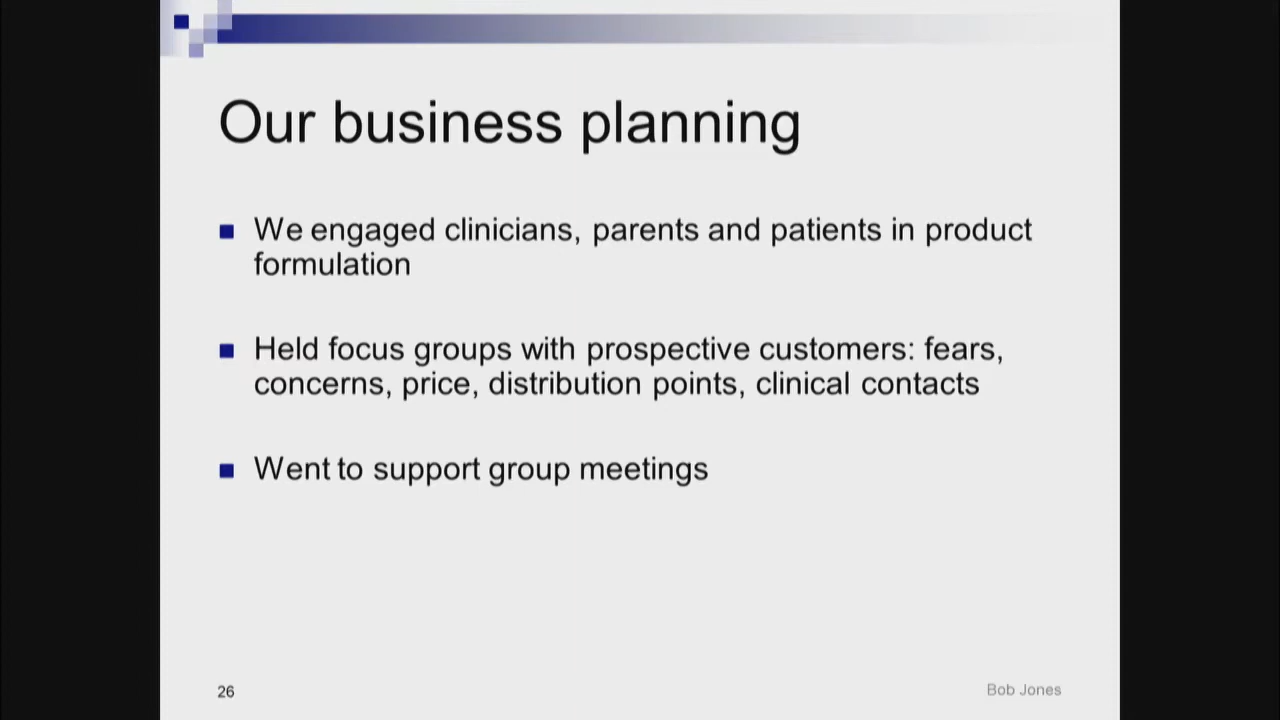 Our business planning
We engaged clinicians, parents and patients in product
formulation
Held focus groups with prospective customers: fears,
concerns, price, distribution points, clinical contacts
Went to support group meetings
26
Bob Jones